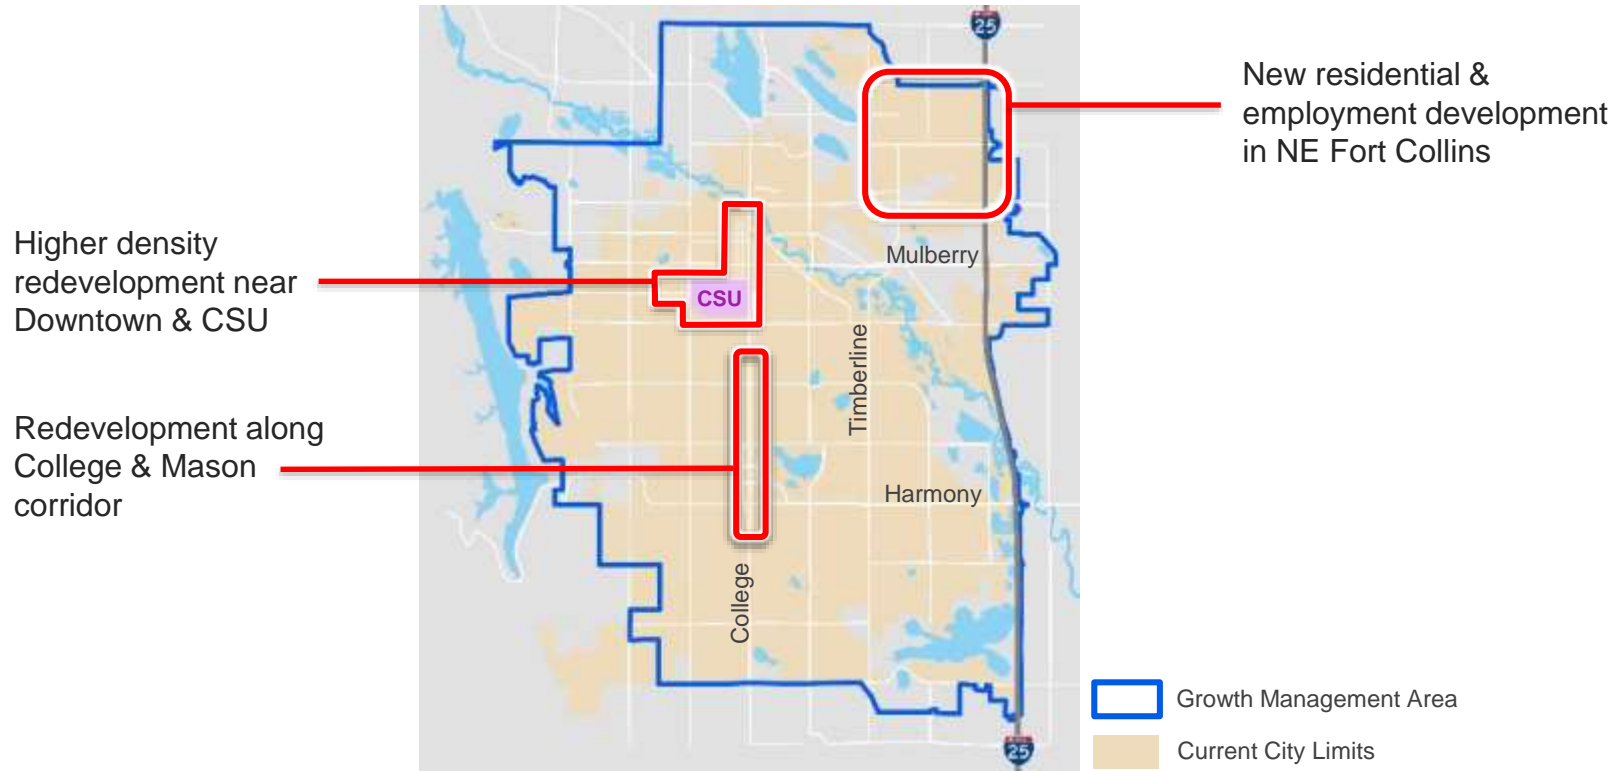 25
New residential &
employment development
in NE Fort Collins
Higher density
redevelopment near
Downtown & CSU
Mulberry
CSU
Timberline
Redevelopment along
College & Mason
corridor
Harmony
College
Growth Management Area
25
Current City Limits